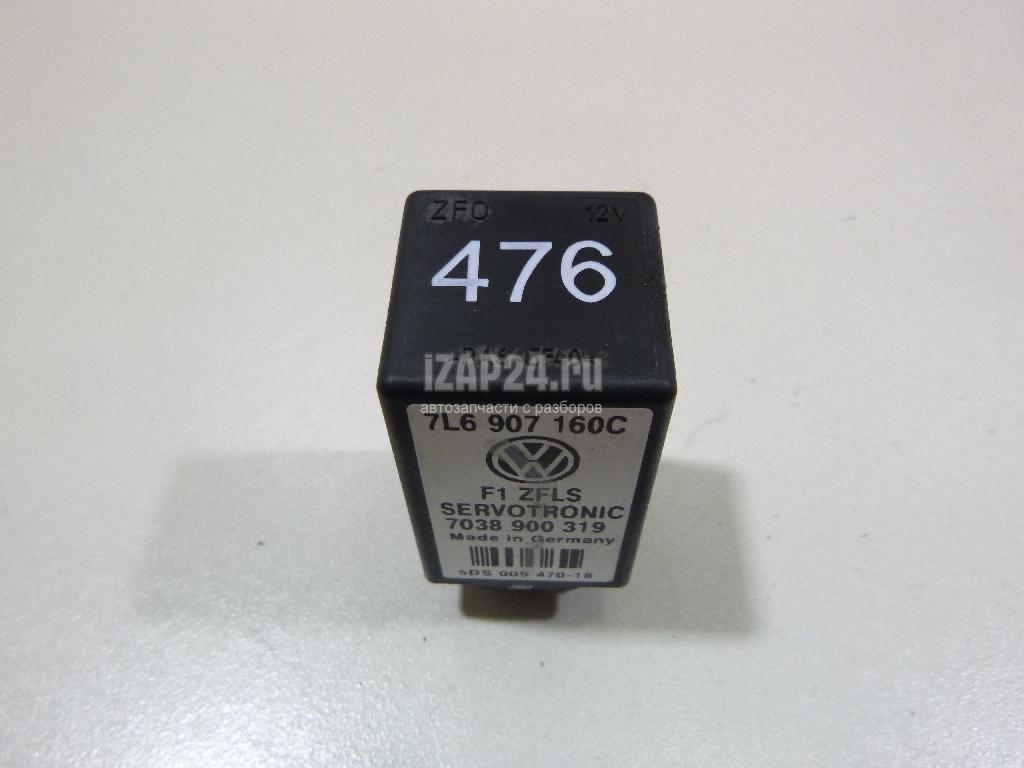 ZFO 12V
476
iZAP24.ru
автозапчасти с разборов
7L6 907 160C
F1 ZFLS
SERVOTRONIC
7038 900 319
Made in Germany
5DS 009 470-18